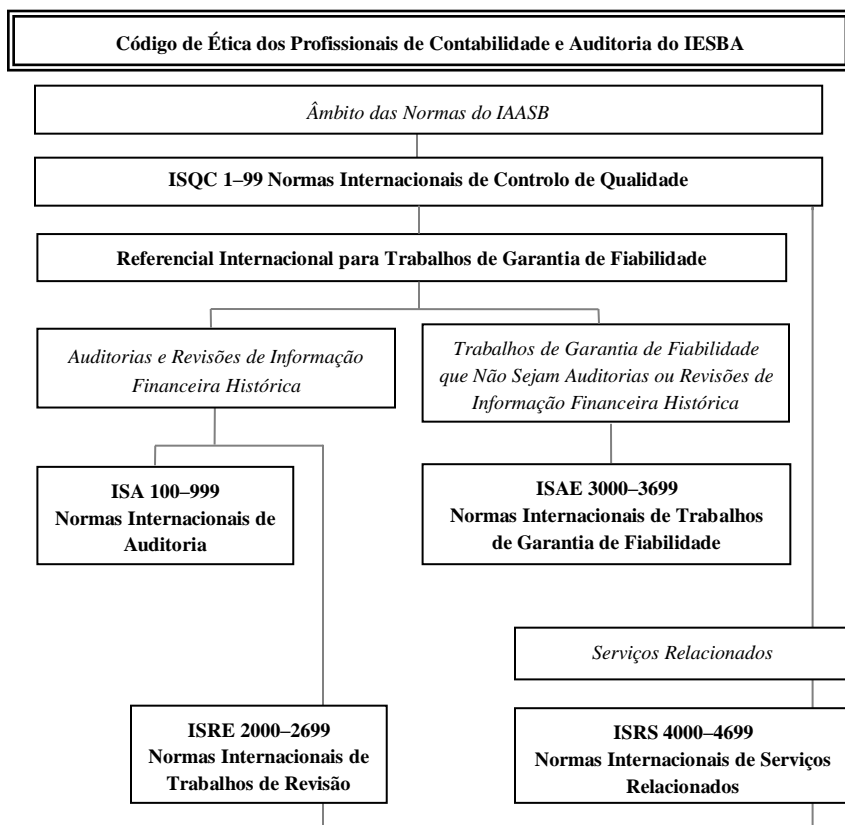 Código de Ética dos Profissionais de Contabilidade e Auditoria do IESBA
Âmbito das Normas do IAASB
ISQC 1–99 Normas Internacionais de Controlo de Qualidade
Referencial Internacional para Trabalhos de Garantia de Fiabilidade
Auditorias e Revisões de Informação
Financeira Histórica
Trabalhos de Garantia de Fiabilidade
que Não Sejam Auditorias ou Revisões de
Informação Financeira Histórica
ISA 100–999
Normas Internacionais de
Auditoria
ISAE 3000–3699
Normas Internacionais de Trabalhos
de Garantia de Fiabilidade
Serviços Relacionados
ISRE 2000–2699
Normas Internacionais de
Trabalhos de Revisão
ISRS 4000–4699
Normas Internacionais de Serviços
Relacionados